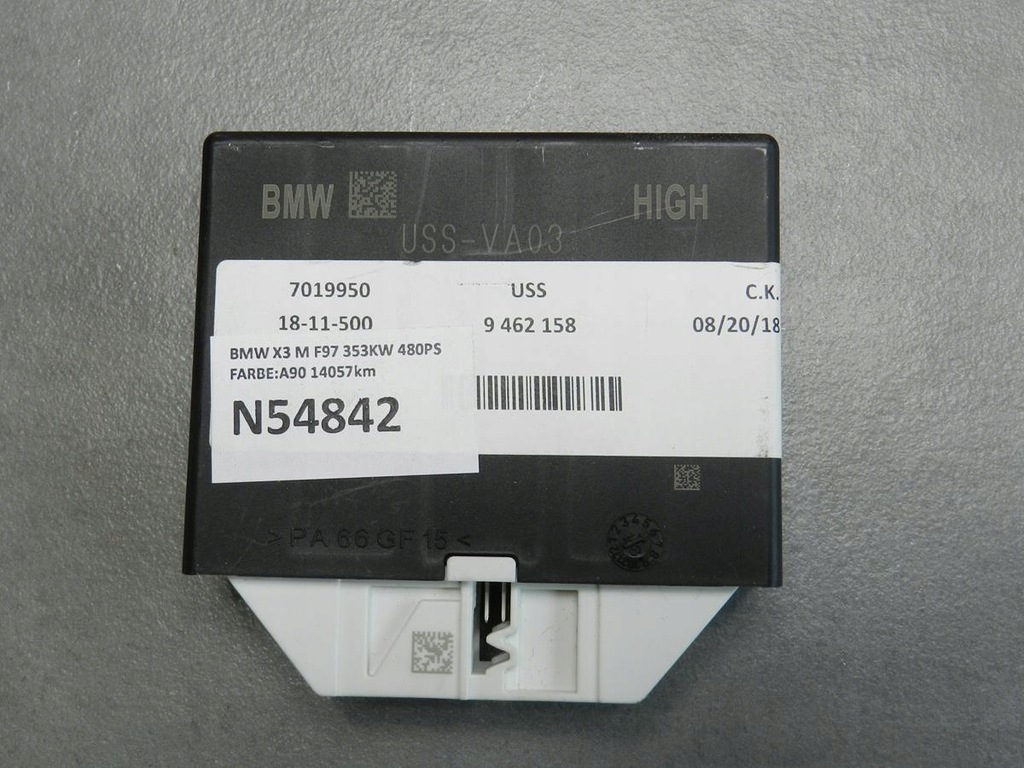 BMW HIGH
USS-VA03
7019950 USS C.K.
18-11-500 9 462 158 08/20/18
BMW X3 M F97 353KW 480PS
FARBE:A90 14057km
N54842
>PA 66 GF 15<